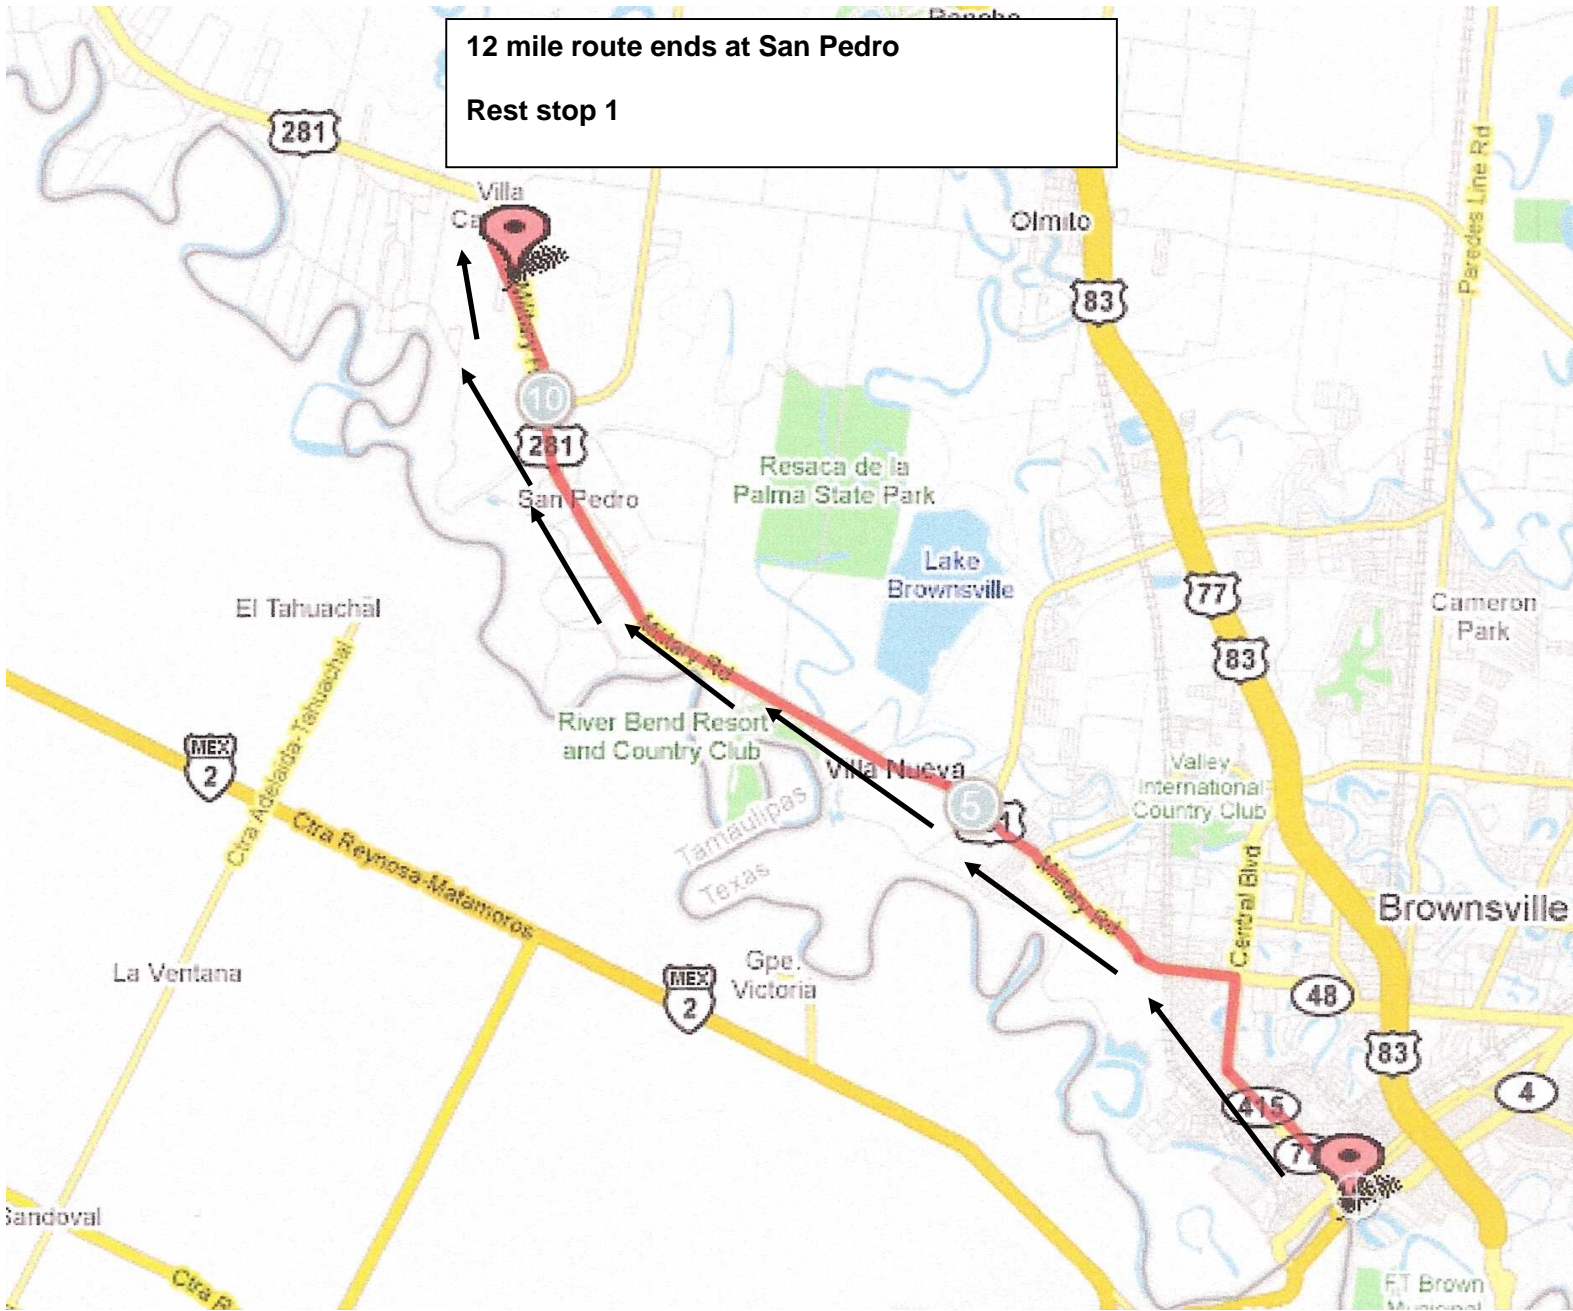 Rancho
12 mile route ends at San Pedro
Rest stop 1
281
Villa
Olmito
Paredes Line Rd
83
Military
10
281
San Pedro
Resaca de la
Palma State Park
Lake
Brownsville
77
Cameron
Park
El Tahuachal
83
Military Rd
Ctra Adelaida-Tahuachal
MEX
2
River Bend Resort
and Country Club
Villa Nueva
Valley
International
Country Club
5
Tamaulipas
Texas
Ctra Reynosa-Matamoros
Military Rd
Central Blvd
Brownsville
La Ventana
Gpe.
Victoria
MEX
2
48
83
4
415
77
Sandoval
Ctra R
FT Brown
Municipal